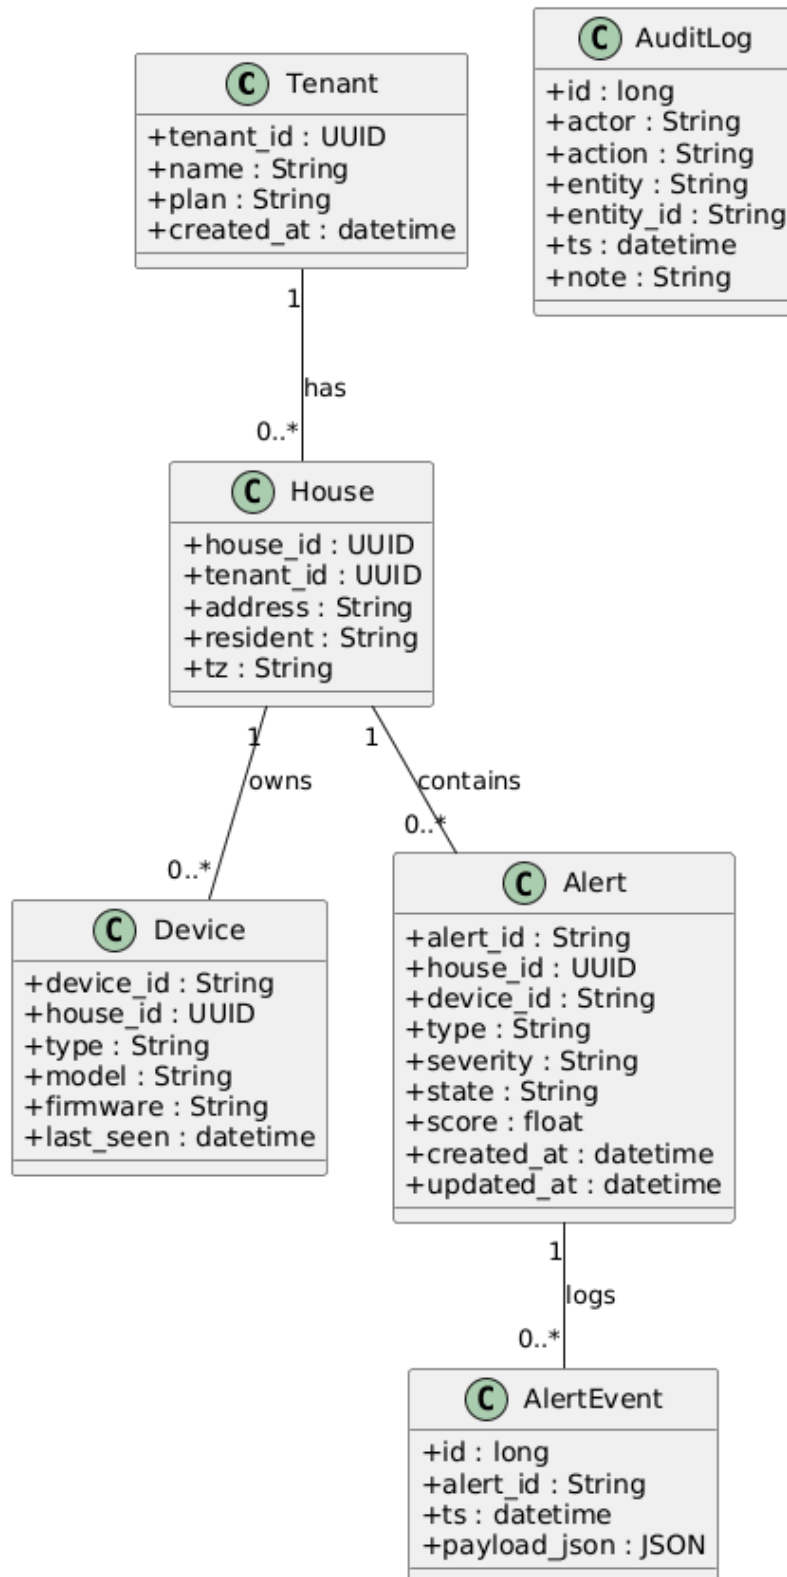 C Tenant
+tenant_id : UUID
+name : String
+plan : String
+created_at : datetime
C AuditLog
+id : long
+actor : String
+action : String
+entity : String
+entity_id : String
+ts : datetime
+note : String
1
has
0..*
C House
+house_id : UUID
+tenant_id : UUID
+address : String
+resident : String
+tz : String
1
owns
0..*
1
contains
0..*
C Device
+device_id : String
+house_id : UUID
+type : String
+model : String
+firmware : String
+last_seen : datetime
C Alert
+alert_id : String
+house_id : UUID
+device_id : String
+type : String
+severity : String
+state : String
+score : float
+created_at : datetime
+updated_at : datetime
1
logs
0..*
C AlertEvent
+id : long
+alert_id : String
+ts : datetime
+payload_json : JSON